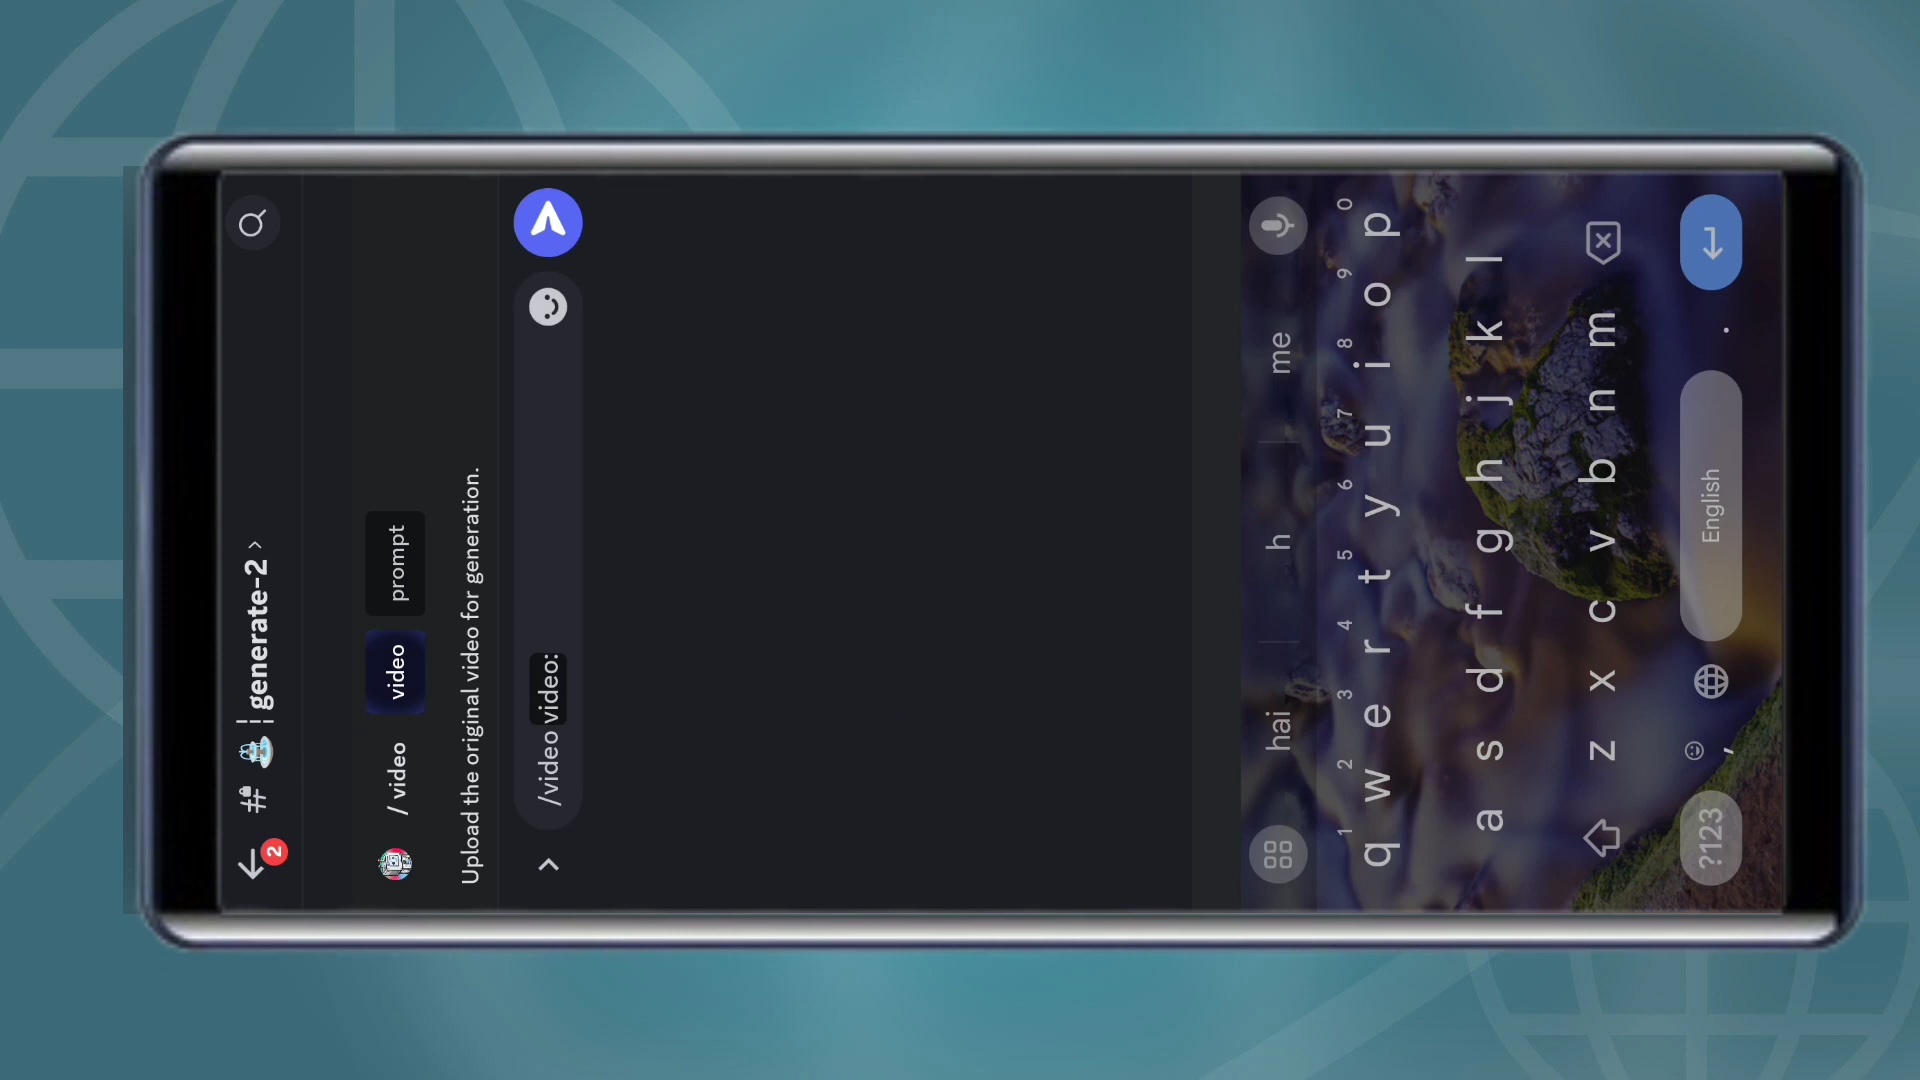 2
# generate-2 >
/ video video prompt
Upload the original video for generation.
/video video:
hai h me
1 2 3 4 5 6 7 8 9 0
q w e r t y u i o p
a s d f g h j k l
z x c v b n m
?123 , English .